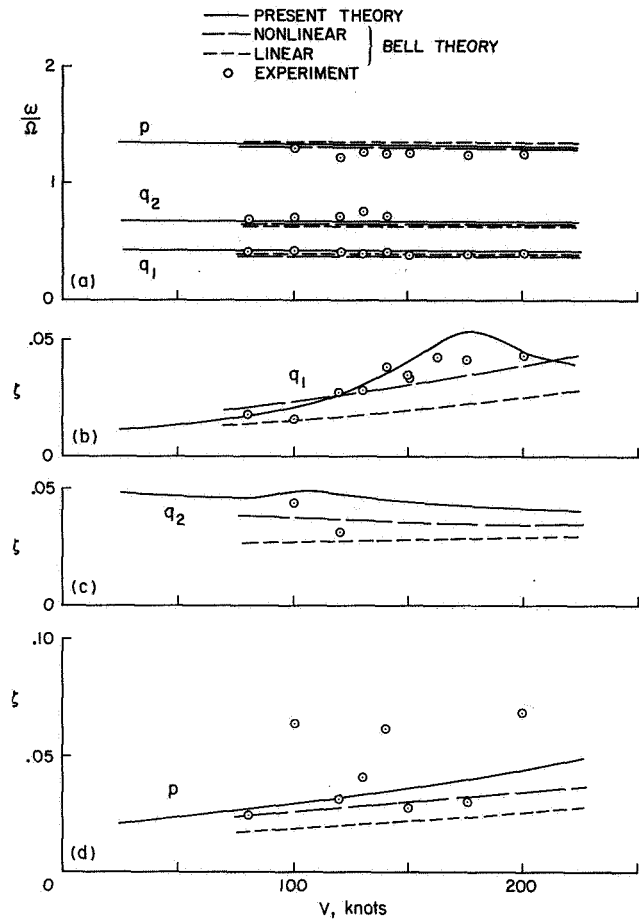 PRESENT THEORY
NONLINEAR
LINEAR
BELL THEORY
EXPERIMENT
2
ω/Ω
p
1
q2
q1
(a)
0
.05
ζ
q1
(b)
0
.05
ζ
q2
(c)
0
.10
ζ
.05
p
(d)
0
100
200
V, knots